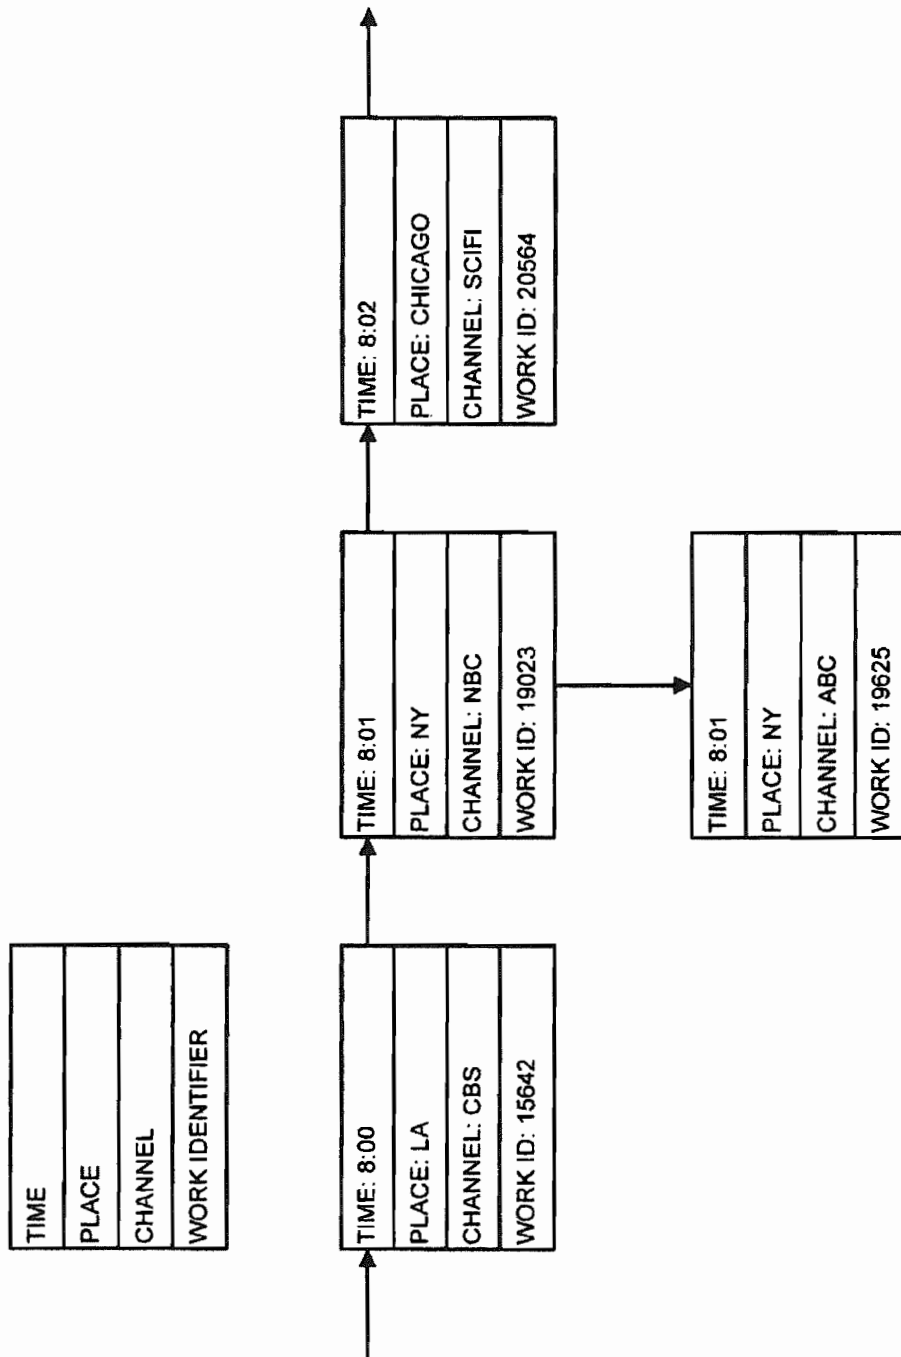 TIME
PLACE
CHANNEL
WORK IDENTIFIER
TIME: 8:00
PLACE: LA
CHANNEL: CBS
WORK ID: 15642
TIME: 8:01
PLACE: NY
CHANNEL: NBC
WORK ID: 19023
TIME: 8:02
PLACE: CHICAGO
CHANNEL: SCIFI
WORK ID: 20564
TIME: 8:01
PLACE: NY
CHANNEL: ABC
WORK ID: 19625